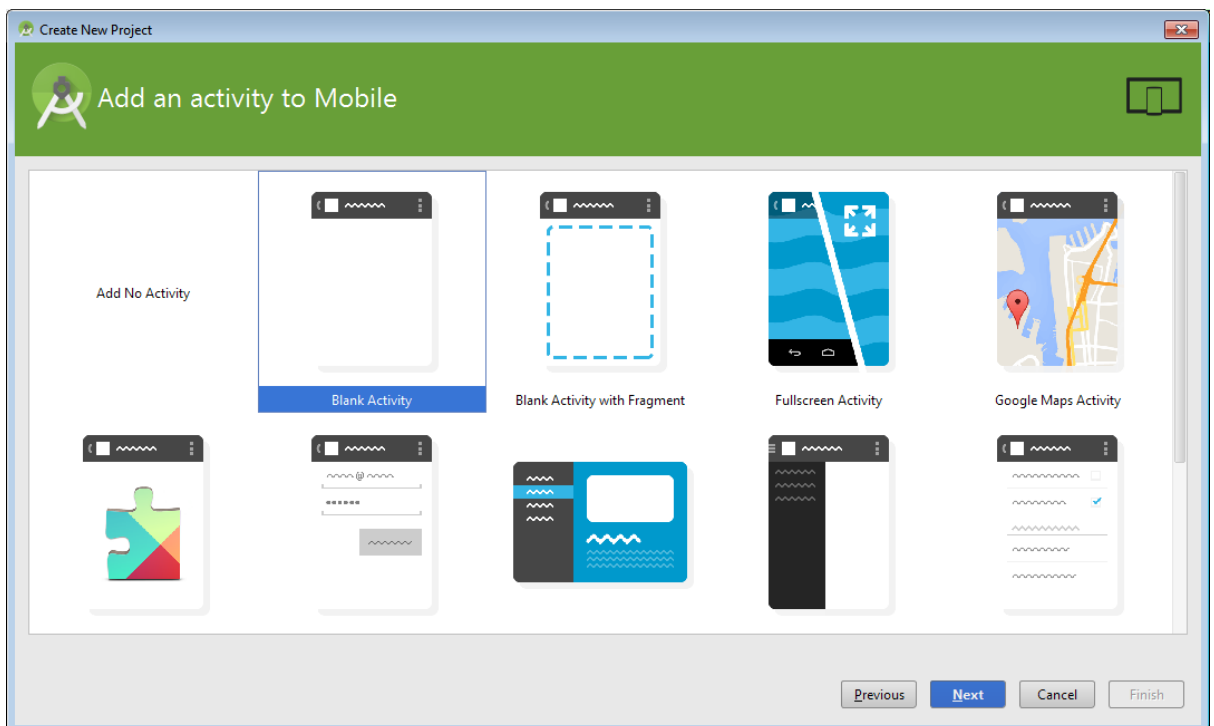 Create New Project
Add an activity to Mobile
Add No Activity
Blank Activity
Blank Activity with Fragment
Fullscreen Activity
Google Maps Activity
@
Previous
Next
Cancel
Finish